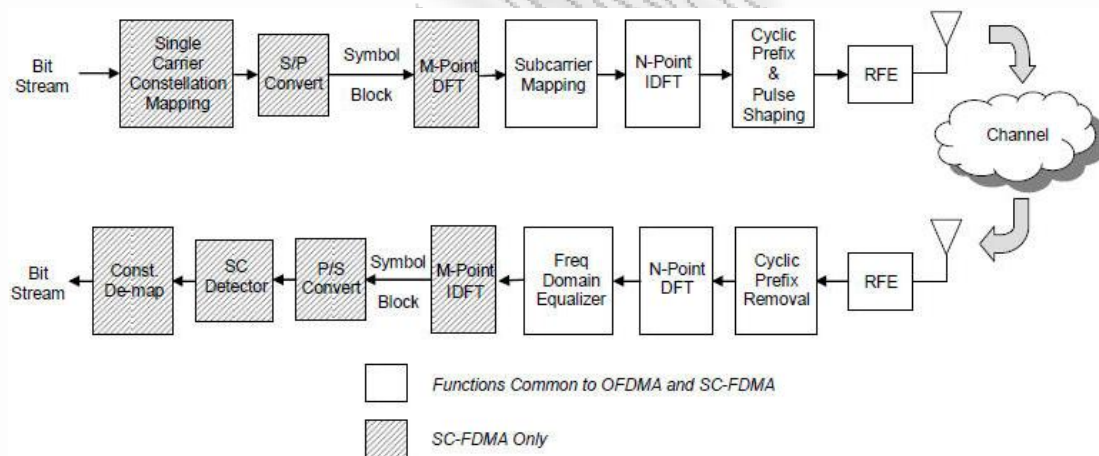 Bit
Stream
Single
Carrier
Constellation
Mapping
S/P
Convert
Symbol
Block
M-Point
DFT
Subcarrier
Mapping
N-Point
IDFT
Cyclic
Prefix
&
Pulse
Shaping
RFE
Channel
Bit
Stream
Const.
De-map
SC
Detector
P/S
Convert
Symbol
Block
M-Point
IDFT
Freq
Domain
Equalizer
N-Point
DFT
Cyclic
Prefix
Removal
RFE
Functions Common to OFDMA and SC-FDMA
SC-FDMA Only